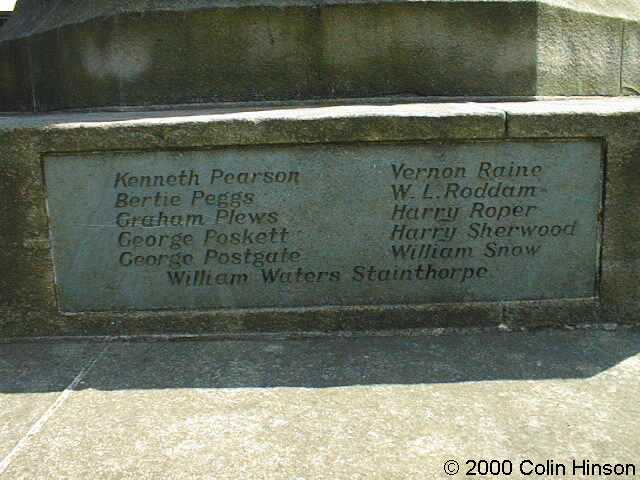 Kenneth Pearson
Bertie Peggs
Graham Plews
George Poskett
George Postgate
Vernon Raine
W. L. Roddam
Harry Roper
Harry Sherwood
William Snow
William Waters Stainthorpe
© 2000 Colin Hinson